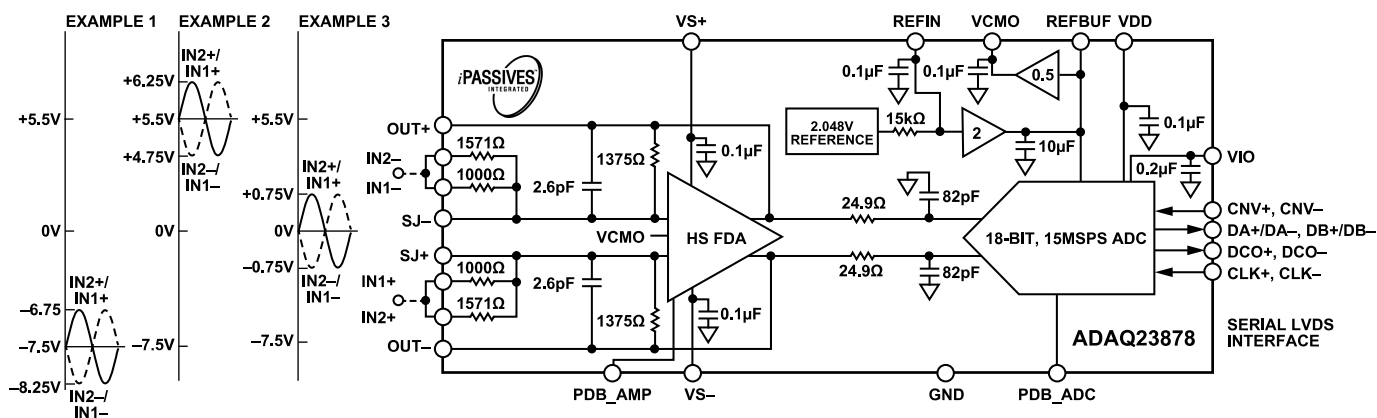 EXAMPLE 1
EXAMPLE 2
EXAMPLE 3
IN2+/
IN1+
+6.25V
+5.5V
+5.5V
+5.5V
+4.75V
IN2–/
IN1–
IN2+/
IN1+
+0.75V
0V
0V
0V
–0.75V
IN2–/
IN1–
IN2+/
IN1+
–6.75
–7.5V
–7.5V
–7.5V
–8.25V
IN2–/
IN1–
VS+
REFIN
VCMO
REFBUF
VDD
iPASSIVES
INTEGRATED
0.1µF
0.1µF
0.5
0.1µF
2.048V
REFERENCE
15kΩ
2
10µF
0.2µF
VIO
OUT+
IN2–
IN1–
SJ–
SJ+
IN1+
IN2+
OUT–
1571Ω
1000Ω
1000Ω
1571Ω
2.6pF
2.6pF
1375Ω
1375Ω
0.1µF
0.1µF
VCMO
HS FDA
24.9Ω
24.9Ω
82pF
82pF
18-BIT, 15MSPS ADC
CNV+, CNV–
DA+/DA–, DB+/DB–
DCO+, DCO–
CLK+, CLK–
ADAQ23878
SERIAL LVDS
INTERFACE
PDB_AMP
VS–
GND
PDB_ADC